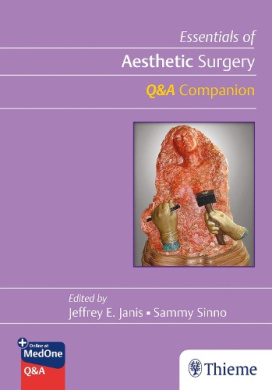 Essentials of
Aesthetic Surgery
Q&A Companion
Edited by
Jeffrey E. Janis • Sammy Sinno
+ Online at
MedOne
Q&A
Thieme